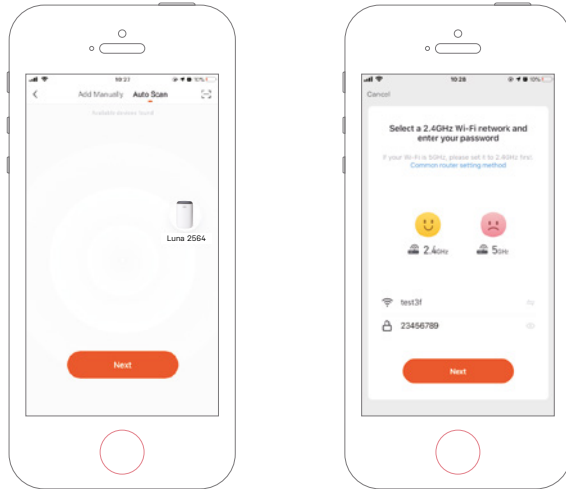 10:27
Add Manually Auto Scan
Available devices found
Luna 2564
Next
10:28
Cancel
Select a 2.4GHz Wi-Fi network and
enter your password
If your Wi-Fi is 5GHz, please set it to 2.4GHz first.
Common router setting method
2.4GHz 5GHz
test3f
23456789
Next